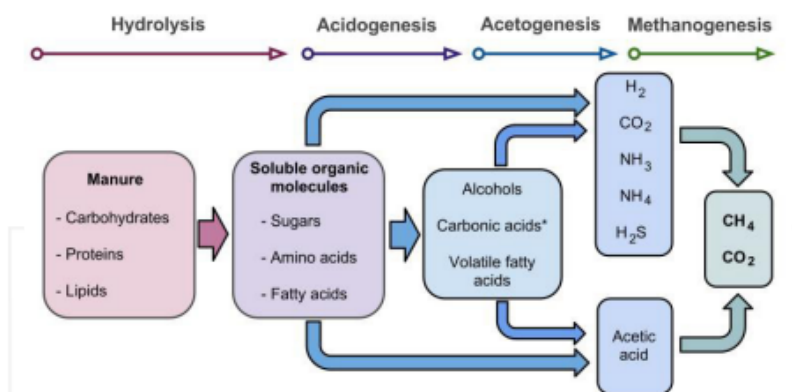 Hydrolysis
Acidogenesis
Acetogenesis
Methanogenesis
Manure
- Carbohydrates
- Proteins
- Lipids
Soluble organic
molecules
- Sugars
- Amino acids
- Fatty acids
Alcohols
Carbonic acids*
Volatile fatty
acids
H₂
CO₂
NH₃
NH₄
H₂S
Acetic
acid
CH₄
CO₂